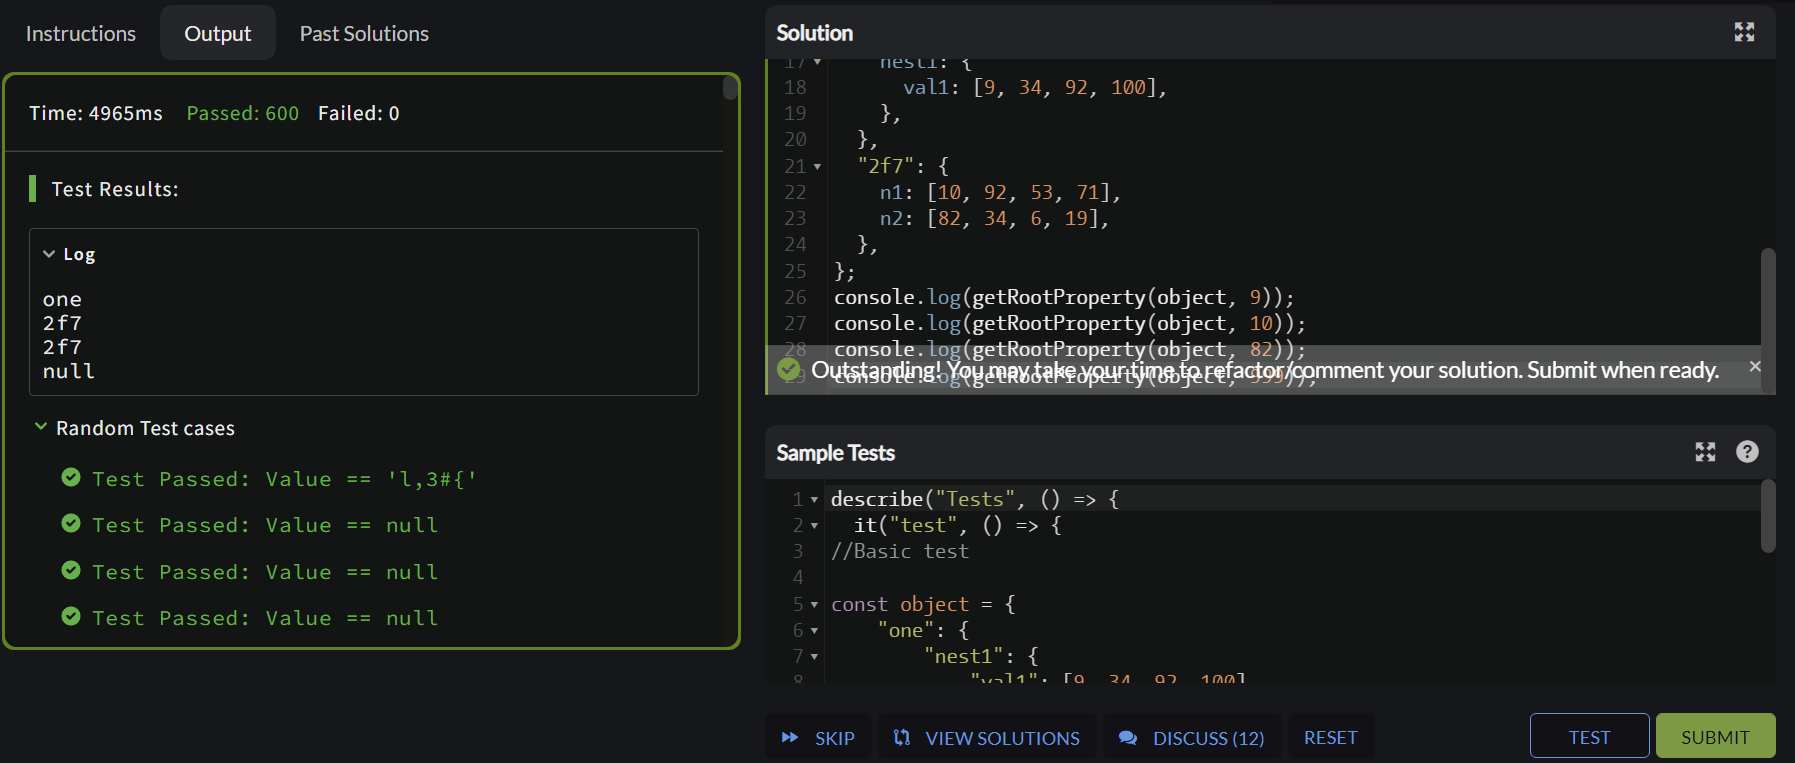 Instructions
Output
Past Solutions
Time: 4965ms Passed: 600 Failed: 0
Test Results:
Log
one
2f7
2f7
null
Random Test cases
Test Passed: Value == 'l,3#{'
Test Passed: Value == null
Test Passed: Value == null
Test Passed: Value == null
Solution
17 nest1: {
18 val1: [9, 34, 92, 100],
19 },
20 },
21 "2f7": {
22 n1: [10, 92, 53, 71],
23 n2: [82, 34, 6, 19],
24 },
25 };
26 console.log(getRootProperty(object, 9));
27 console.log(getRootProperty(object, 10));
28 console.log(getRootProperty(object, 82));
29 console.log(getRootProperty(object, 999));
Outstanding! You may take your time to refactor/comment your solution. Submit when ready.
Sample Tests
1 describe("Tests", () => {
2 it("test", () => {
3 //Basic test
4
5 const object = {
6 "one": {
7 "nest1": {
8 "val1": [9, 34, 92, 100]
SKIP
VIEW SOLUTIONS
DISCUSS (12)
RESET
TEST
SUBMIT